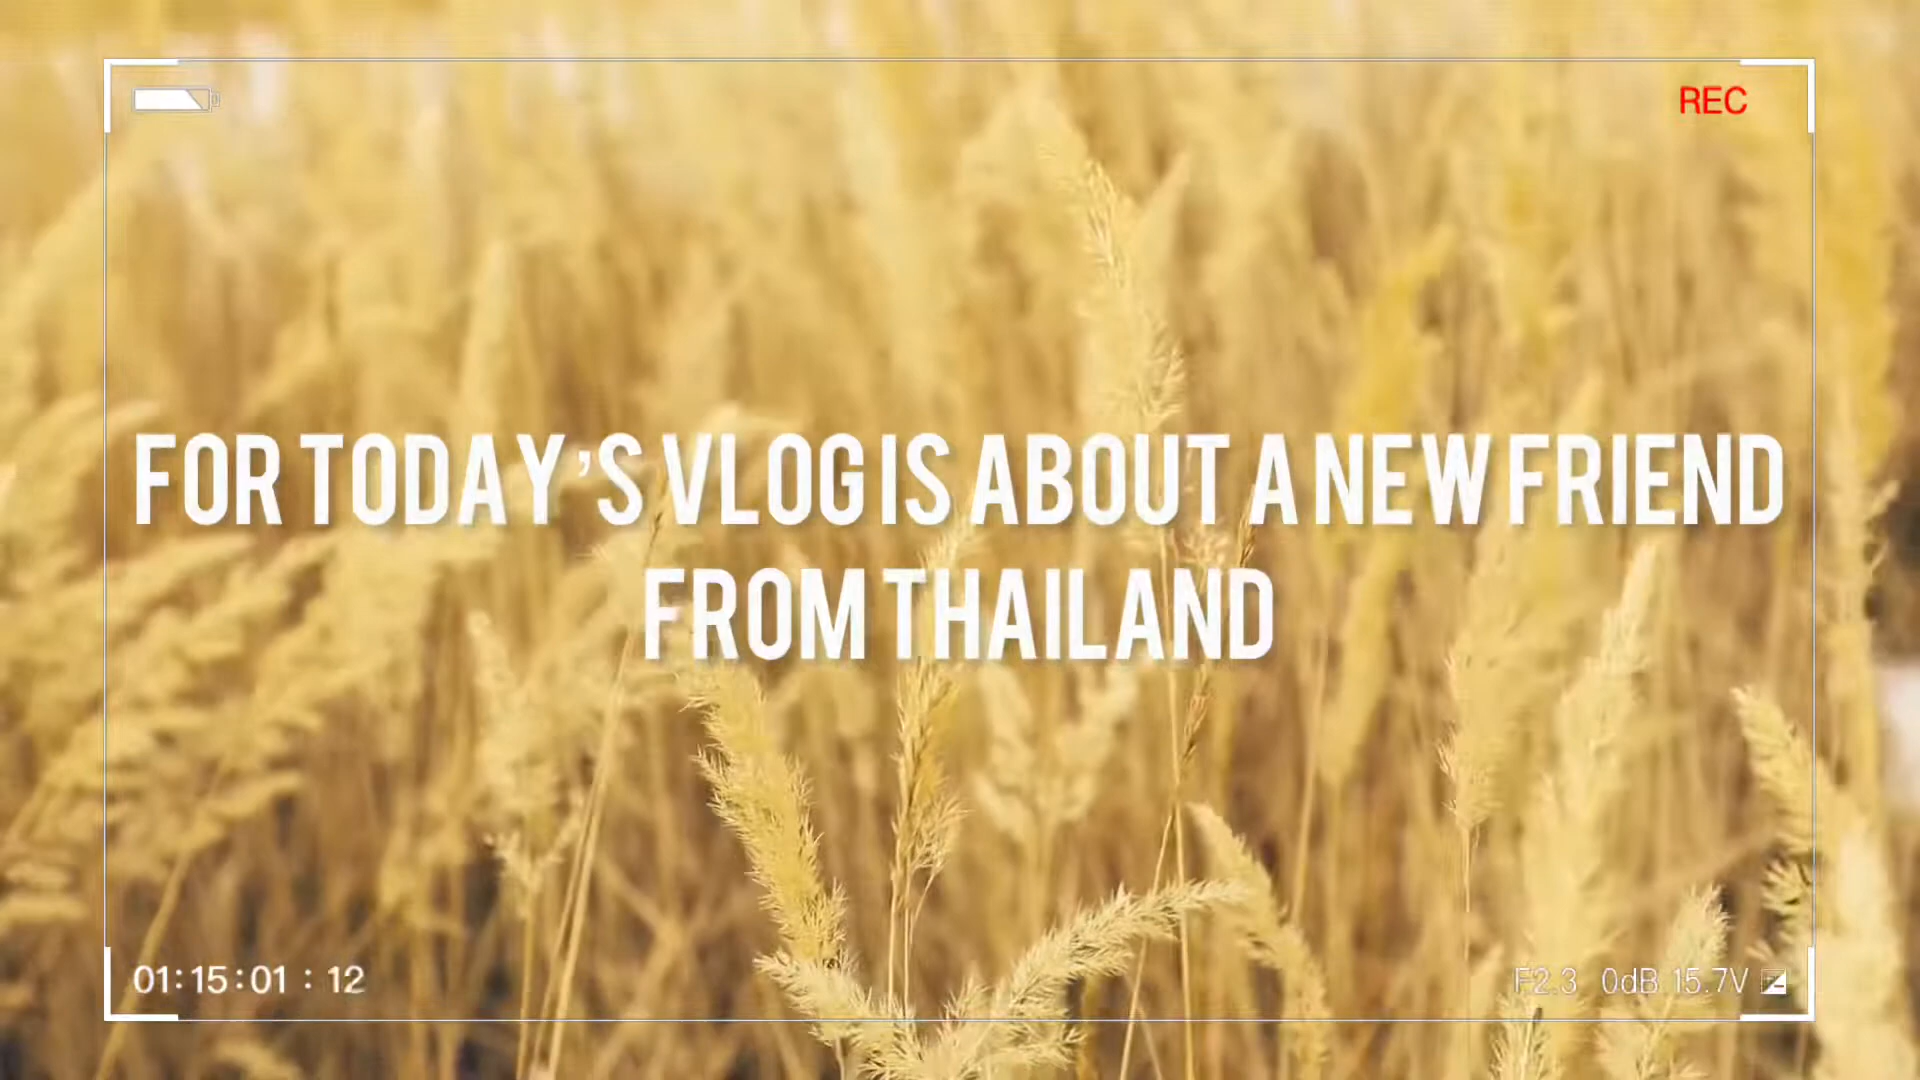 REC
FOR TODAY'S VLOG IS ABOUT A NEW FRIEND
FROM THAILAND
01:15:01 : 12
F2.3 0dB 15.7V